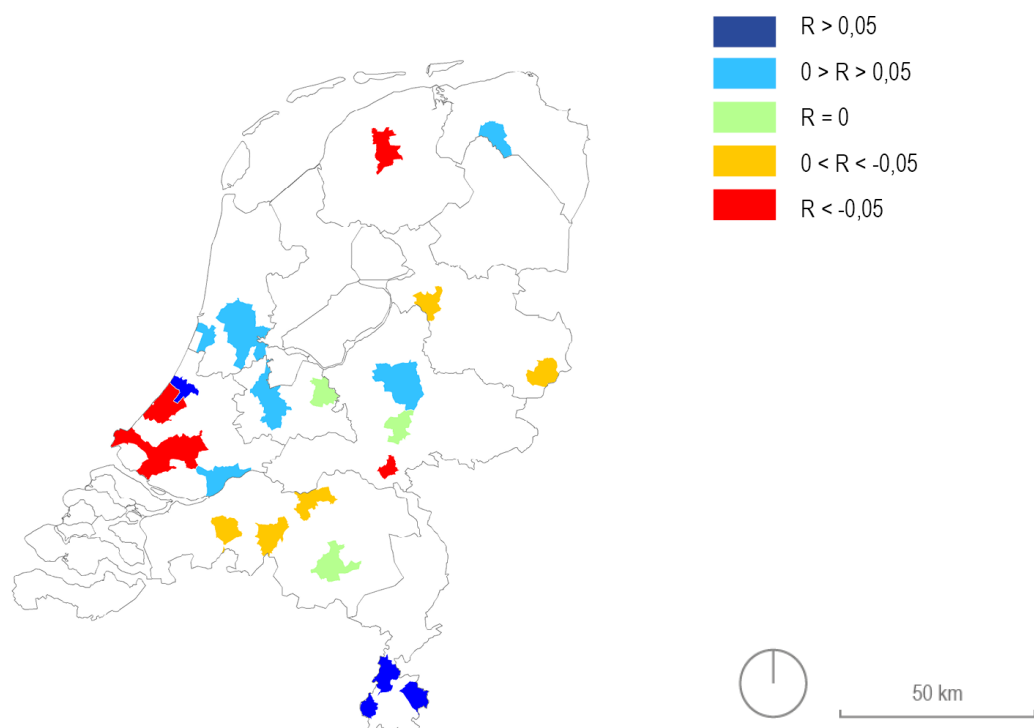 R > 0,05
0 > R > 0,05
R = 0
0 < R < -0,05
R < -0,05
50 km